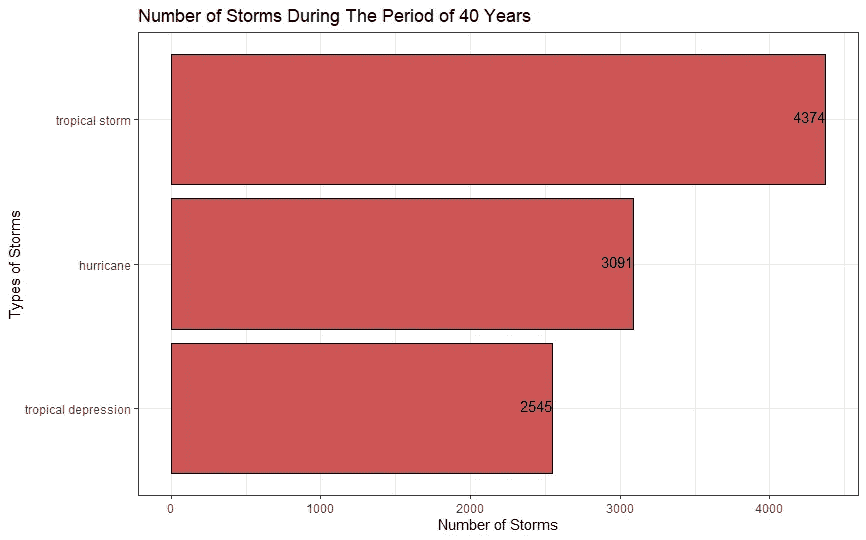 Number of Storms During The Period of 40 Years
Types of Storms
tropical storm
4374
hurricane
3091
tropical depression
2545
0
1000
2000
3000
4000
Number of Storms